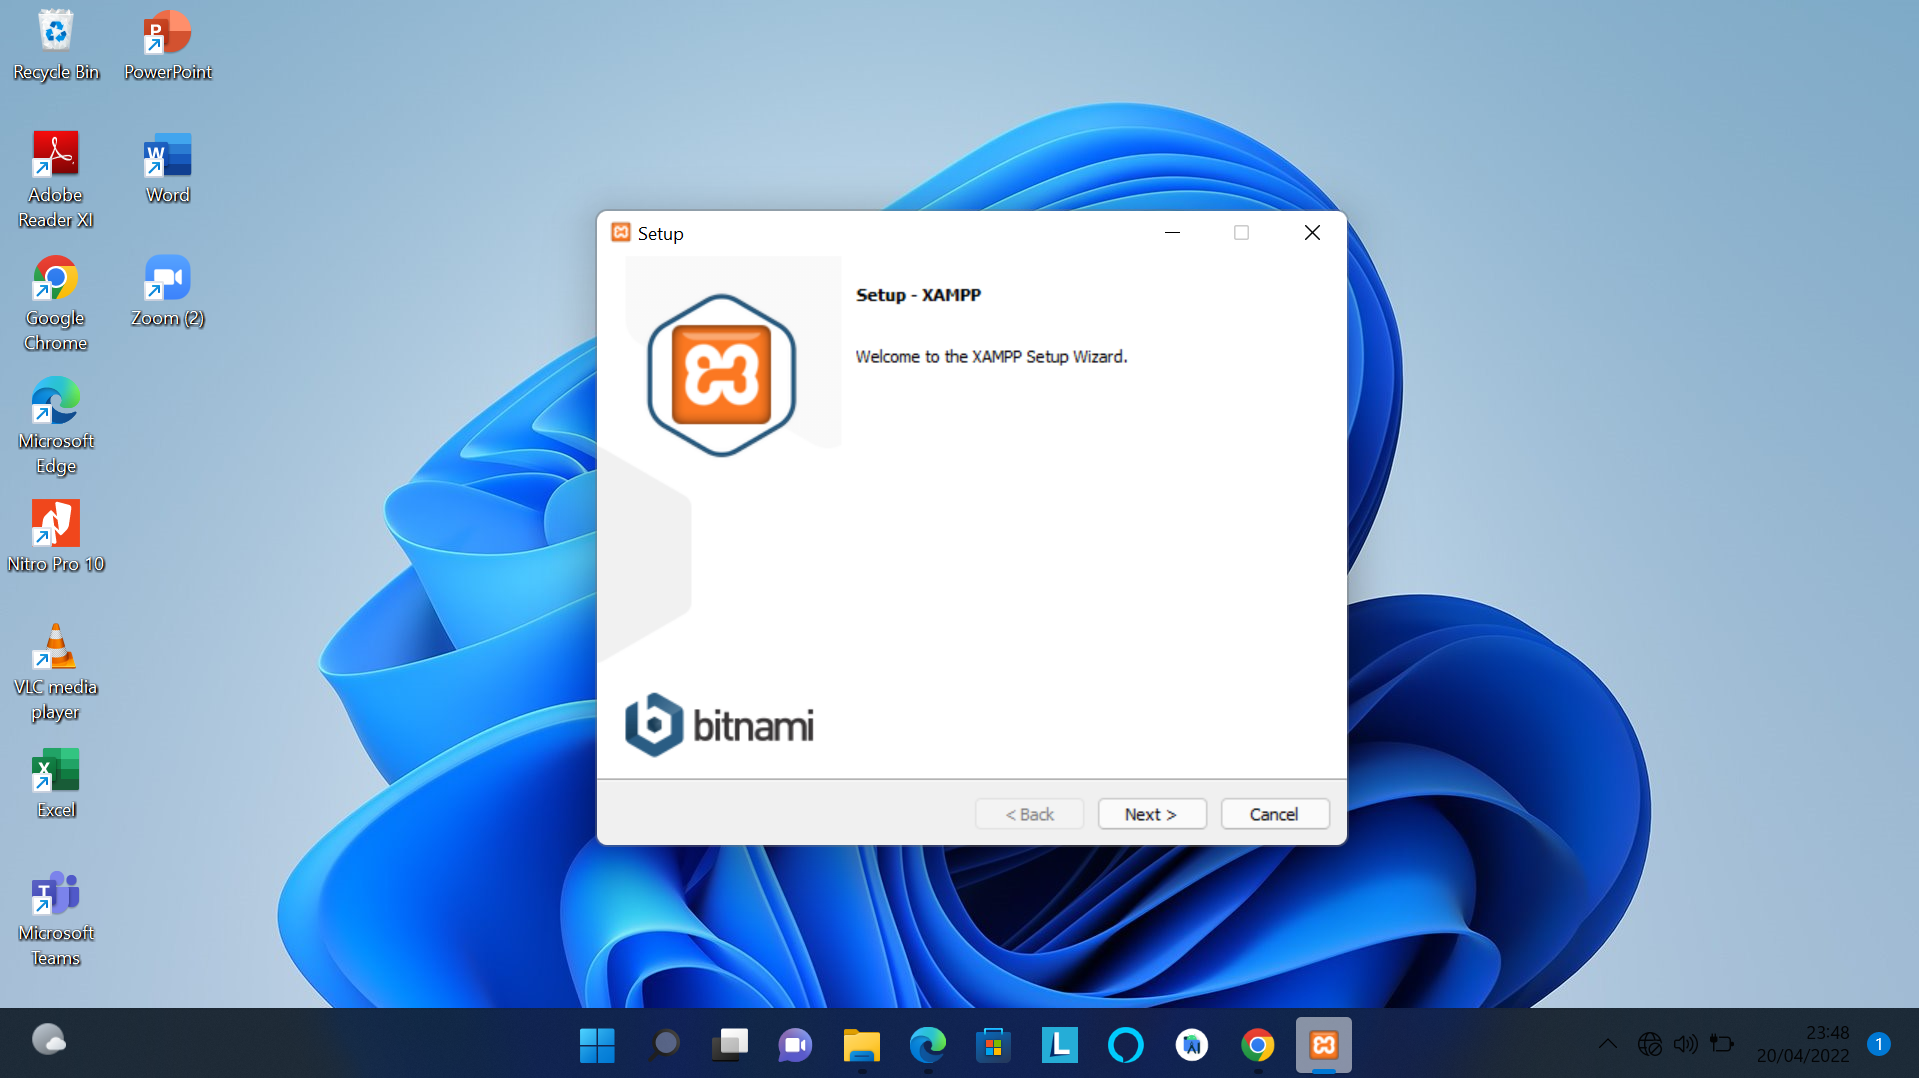 Recycle Bin
PowerPoint
Adobe
Reader XI
Word
Google
Chrome
Zoom (2)
Microsoft
Edge
Nitro Pro 10
VLC media
player
Excel
Microsoft
Teams
Setup
Setup - XAMPP
Welcome to the XAMPP Setup Wizard.
bitnami
< Back
Next >
Cancel
23:48
20/04/2022
1